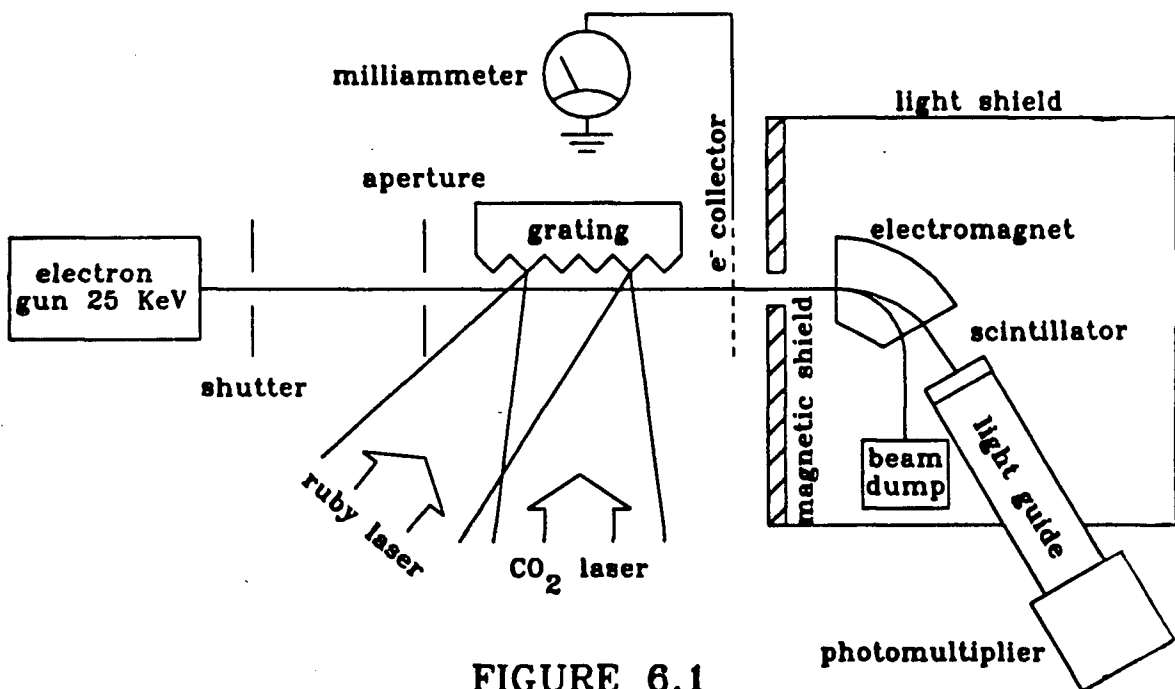 milliammeter
light shield
aperture
e⁻ collector
grating
electromagnet
electron
gun 25 KeV
scintillator
shutter
magnetic shield
beam
dump
light guide
ruby laser
CO₂ laser
photomultiplier
FIGURE 6.1